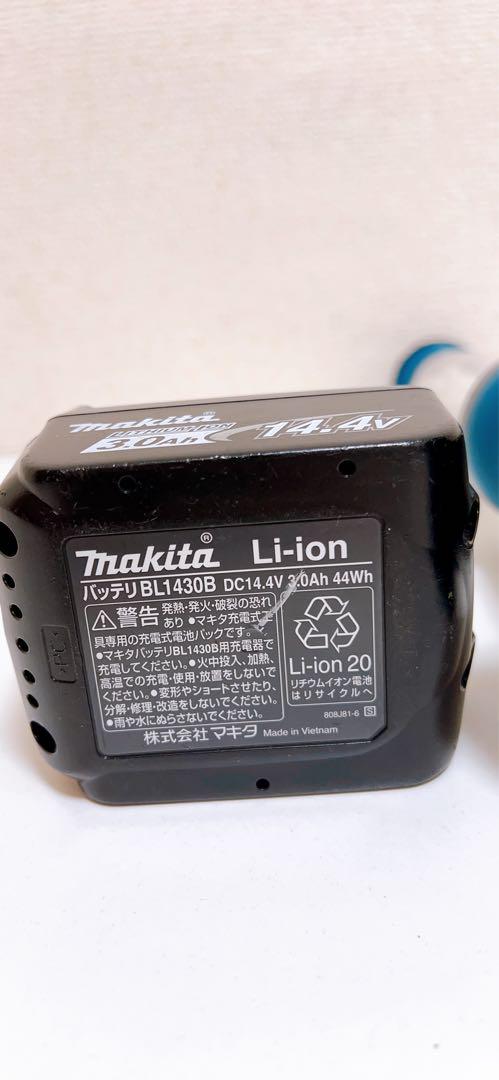 makita
LITHIUM-ION
3.0Ah
14.4V
makita® Li-ion
バッテリBL1430B DC14.4V 3.0Ah 44Wh
警告 発熱・発火・破裂の恐れ
あり ●マキタ充電式工
具専用の充電式電池パックです。
●マキタバッテリBL1430B用充電器で
充電してください。●火中投入、加熱、
高温での充電・使用・放置をしないで
ください。●変形やショートさせたり、
分解・修理・改造をしないでください。
●雨や水にぬらさないでください。
Li-ion 20
リチウムイオン電池
はリサイクルへ
808J81-6 S
株式会社マキタ Made in Vietnam
>PC<